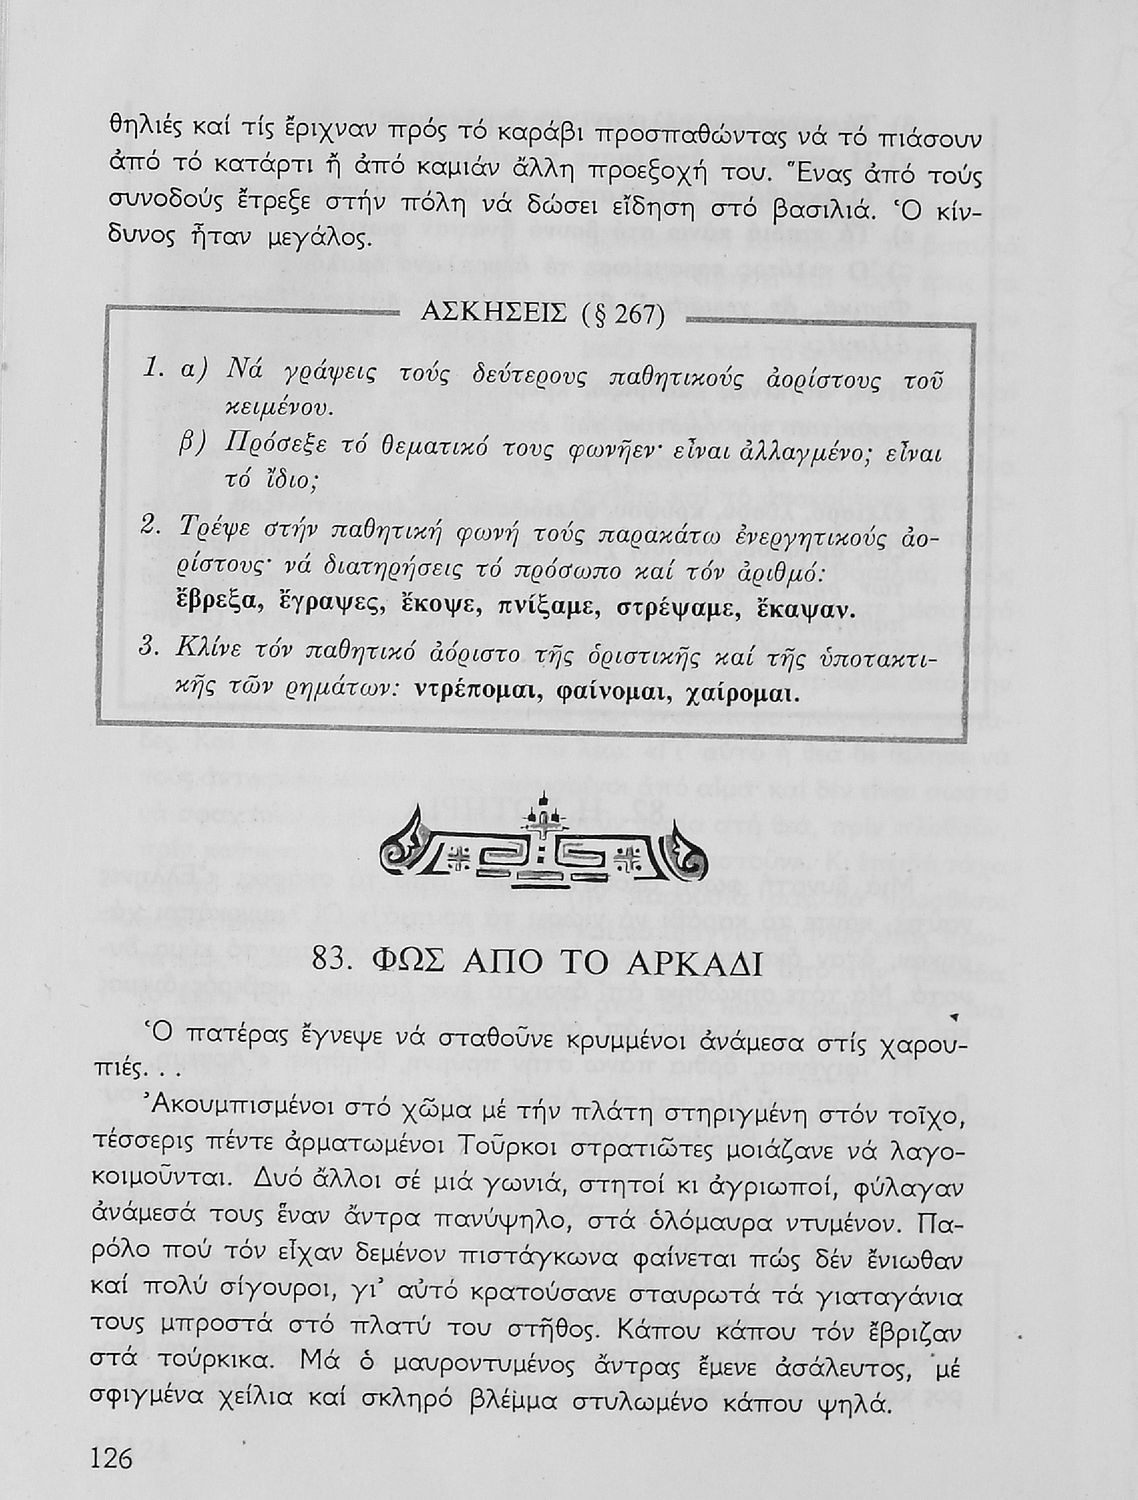 θηλιές καί τίς ἔριχναν πρός τό καράβι προσπαθώντας νά τό πιάσουν
ἀπό τό κατάρτι ἤ ἀπό καμιάν ἄλλη προεξοχή του. Ἕνας ἀπό τούς
συνοδούς ἔτρεξε στήν πόλη νά δώσει εἴδηση στό βασιλιά. Ὁ κίν-
δυνος ἦταν μεγάλος.
ΑΣΚΗΣΕΙΣ (§ 267)
1. α) Νά γράψεις τούς δεύτερους παθητικούς ἀορίστους τοῦ
κειμένου.
β) Πρόσεξε τό θεματικό τους φωνῆεν· εἶναι ἀλλαγμένο; εἶναι
τό ἴδιο;
2. Τρέψε στήν παθητική φωνή τούς παρακάτω ἐνεργητικούς ἀο-
ρίστους· νά διατηρήσεις τό πρόσωπο καί τόν ἀριθμό:
ἔβρεξα, ἔγραψες, ἔκοψε, πνίξαμε, στρέψαμε, ἔκαψαν.
3. Κλίνε τόν παθητικό ἀόριστο τῆς ὁριστικῆς καί τῆς ὑποτακτι-
κῆς τῶν ρημάτων: ντρέπομαι, φαίνομαι, χαίρομαι.
83. ΦΩΣ ΑΠΟ ΤΟ ΑΡΚΑΔΙ
Ὁ πατέρας ἔγνεψε νά σταθοῦνε κρυμμένοι ἀνάμεσα στίς χαρου-
πιές. . .
Ἀκουμπισμένοι στό χῶμα μέ τήν πλάτη στηριγμένη στόν τοῖχο,
τέσσερις πέντε ἁρματωμένοι Τοῦρκοι στρατιῶτες μοιάζανε νά λαγο-
κοιμοῦνται. Δυό ἄλλοι σέ μιά γωνιά, στητοί κι ἀγριωποί, φύλαγαν
ἀνάμεσά τους ἕναν ἄντρα πανύψηλο, στά ὁλόμαυρα ντυμένον. Πα-
ρόλο πού τόν εἶχαν δεμένον πιστάγκωνα φαίνεται πώς δέν ἔνιωθαν
καί πολύ σίγουροι, γι' αὐτό κρατούσανε σταυρωτά τά γιαταγάνια
τους μπροστά στό πλατύ του στῆθος. Κάπου κάπου τόν ἔβριζαν
στά τούρκικα. Μά ὁ μαυροντυμένος ἄντρας ἔμενε ἀσάλευτος, μέ
σφιγμένα χείλια καί σκληρό βλέμμα στυλωμένο κάπου ψηλά.
126